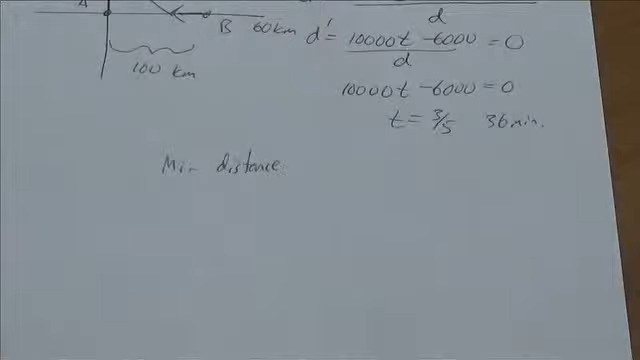 A
B 60km
100 km
d
d' = 10000t - 6000 = 0
d
10000t - 6000 = 0
t = 3/5 36 min.
Min distance